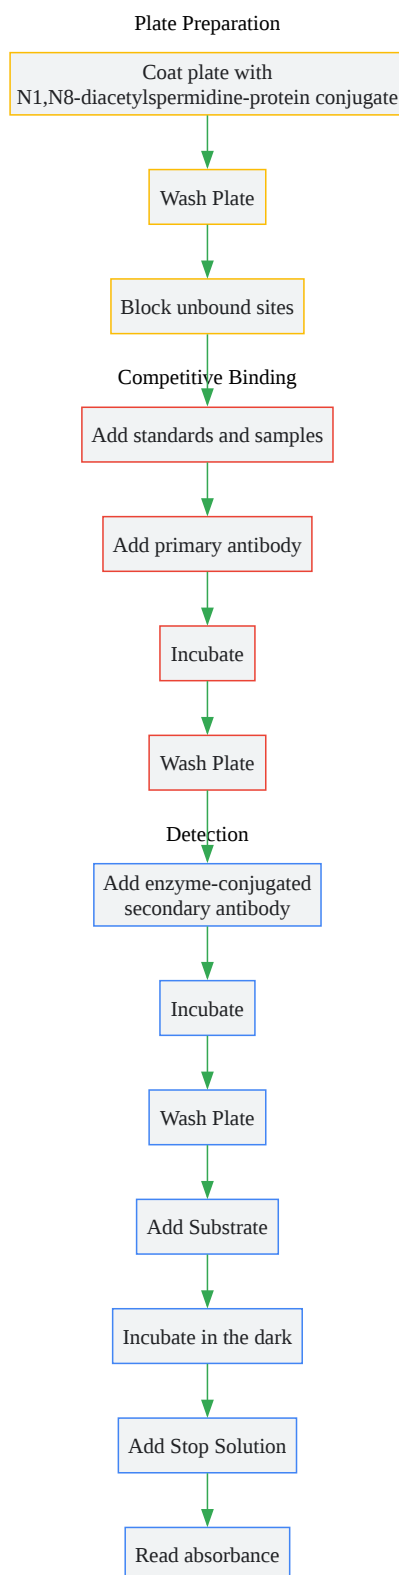 Plate Preparation
Coat plate with
N1,N8-diacetylspermidine-protein conjugate
Wash Plate
Block unbound sites
Competitive Binding
Add standards and samples
Add primary antibody
Incubate
Wash Plate
Detection
Add enzyme-conjugated
secondary antibody
Incubate
Wash Plate
Add Substrate
Incubate in the dark
Add Stop Solution
Read absorbance